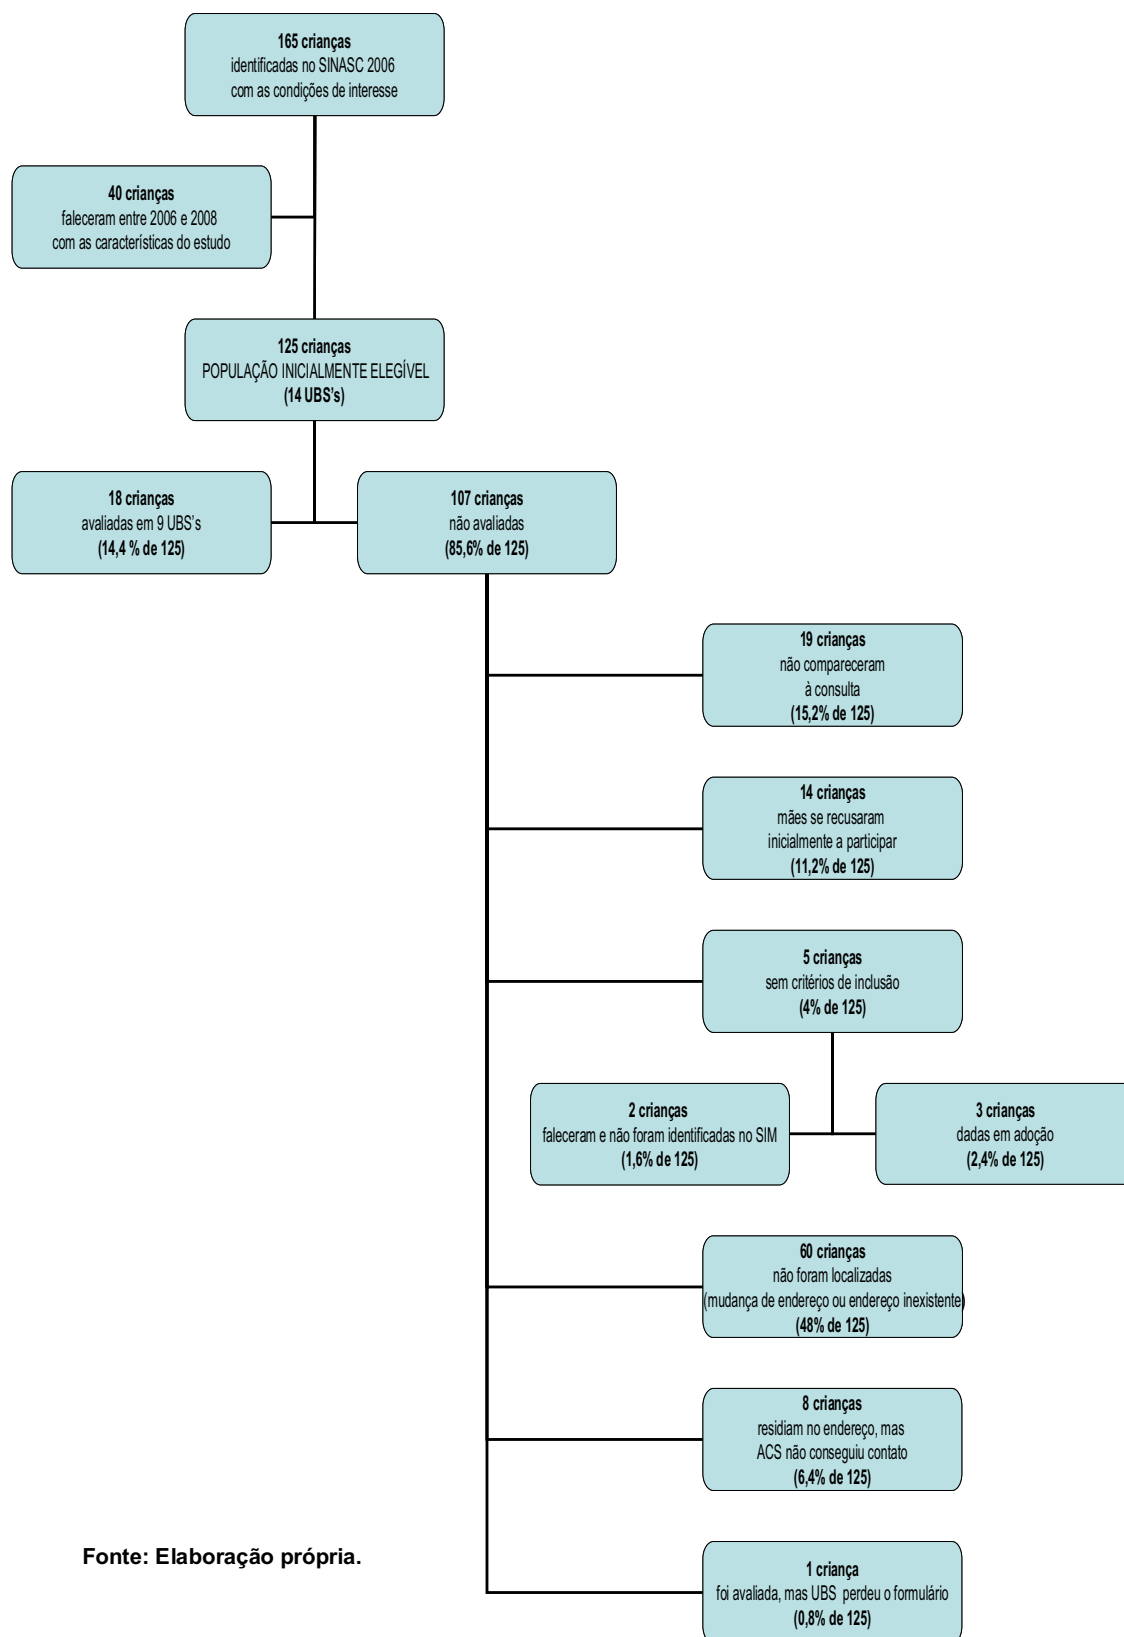 165 crianças
identificadas no SINASC 2006
com as condições de interesse
40 crianças
faleceram entre 2006 e 2008
com as características do estudo
125 crianças
POPULAÇÃO INICIALMENTE ELEGÍVEL
(14 UBS's)
18 crianças
avaliadas em 9 UBS's
(14,4 % de 125)
107 crianças
não avaliadas
(85,6% de 125)
19 crianças
não compareceram
à consulta
(15,2% de 125)
14 crianças
mães se recusaram
inicialmente a participar
(11,2% de 125)
5 crianças
sem critérios de inclusão
(4% de 125)
2 crianças
faleceram e não foram identificadas no SIM
(1,6% de 125)
3 crianças
dadas em adoção
(2,4% de 125)
60 crianças
não foram localizadas
(mudança de endereço ou endereço inexistente)
(48% de 125)
8 crianças
residiam no endereço, mas
ACS não conseguiu contato
(6,4% de 125)
1 criança
foi avaliada, mas UBS perdeu o formulário
(0,8% de 125)
Fonte: Elaboração própria.